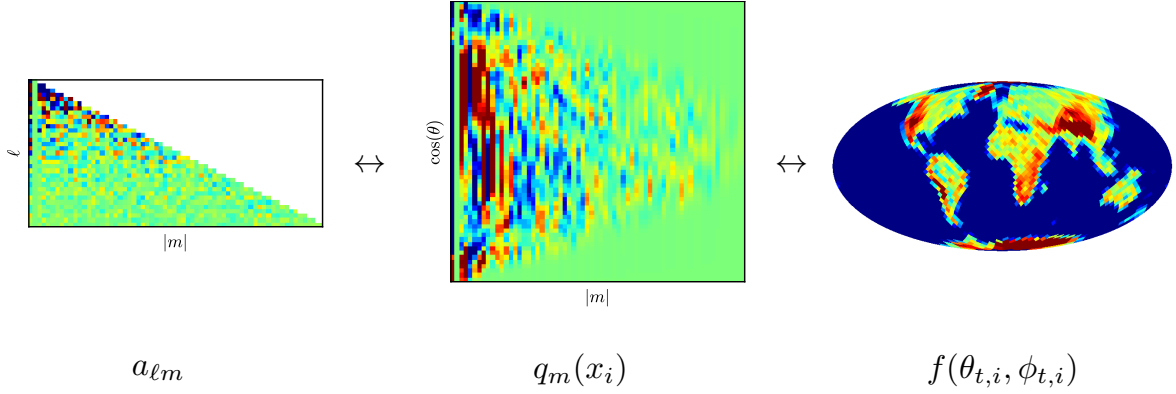 ℓ
|m|
↔
cos(θ)
|m|
↔
a_{ℓm}
q_m(x_i)
f(θ_{t,i}, ϕ_{t,i})